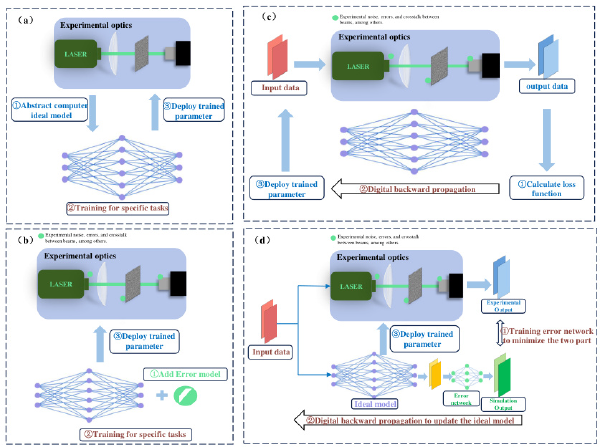 (a)
Experimental optics
LASER
①Abstract computer
ideal model
③Deploy trained
parameter
②Training for specific tasks
(b)
Experimental noise, errors, and crosstalk
between beams, among others.
Experimental optics
LASER
③Deploy trained
parameter
①Add Error model
②Training for specific tasks
(c)
Experimental noise, errors, and crosstalk between
beams, among others.
Experimental optics
LASER
Input data
output data
③Deploy trained
parameter
②Digital backward propagation
①Calculate loss
function
(d)
Experimental noise, errors, and crosstalk
between beams, among others.
Experimental optics
LASER
Experimental
Output
①Training error network
to minimize the two part
Input data
③Deploy trained
parameter
Ideal model
Error
network
Simulation
Output
②Digital backward propagation to update the ideal model